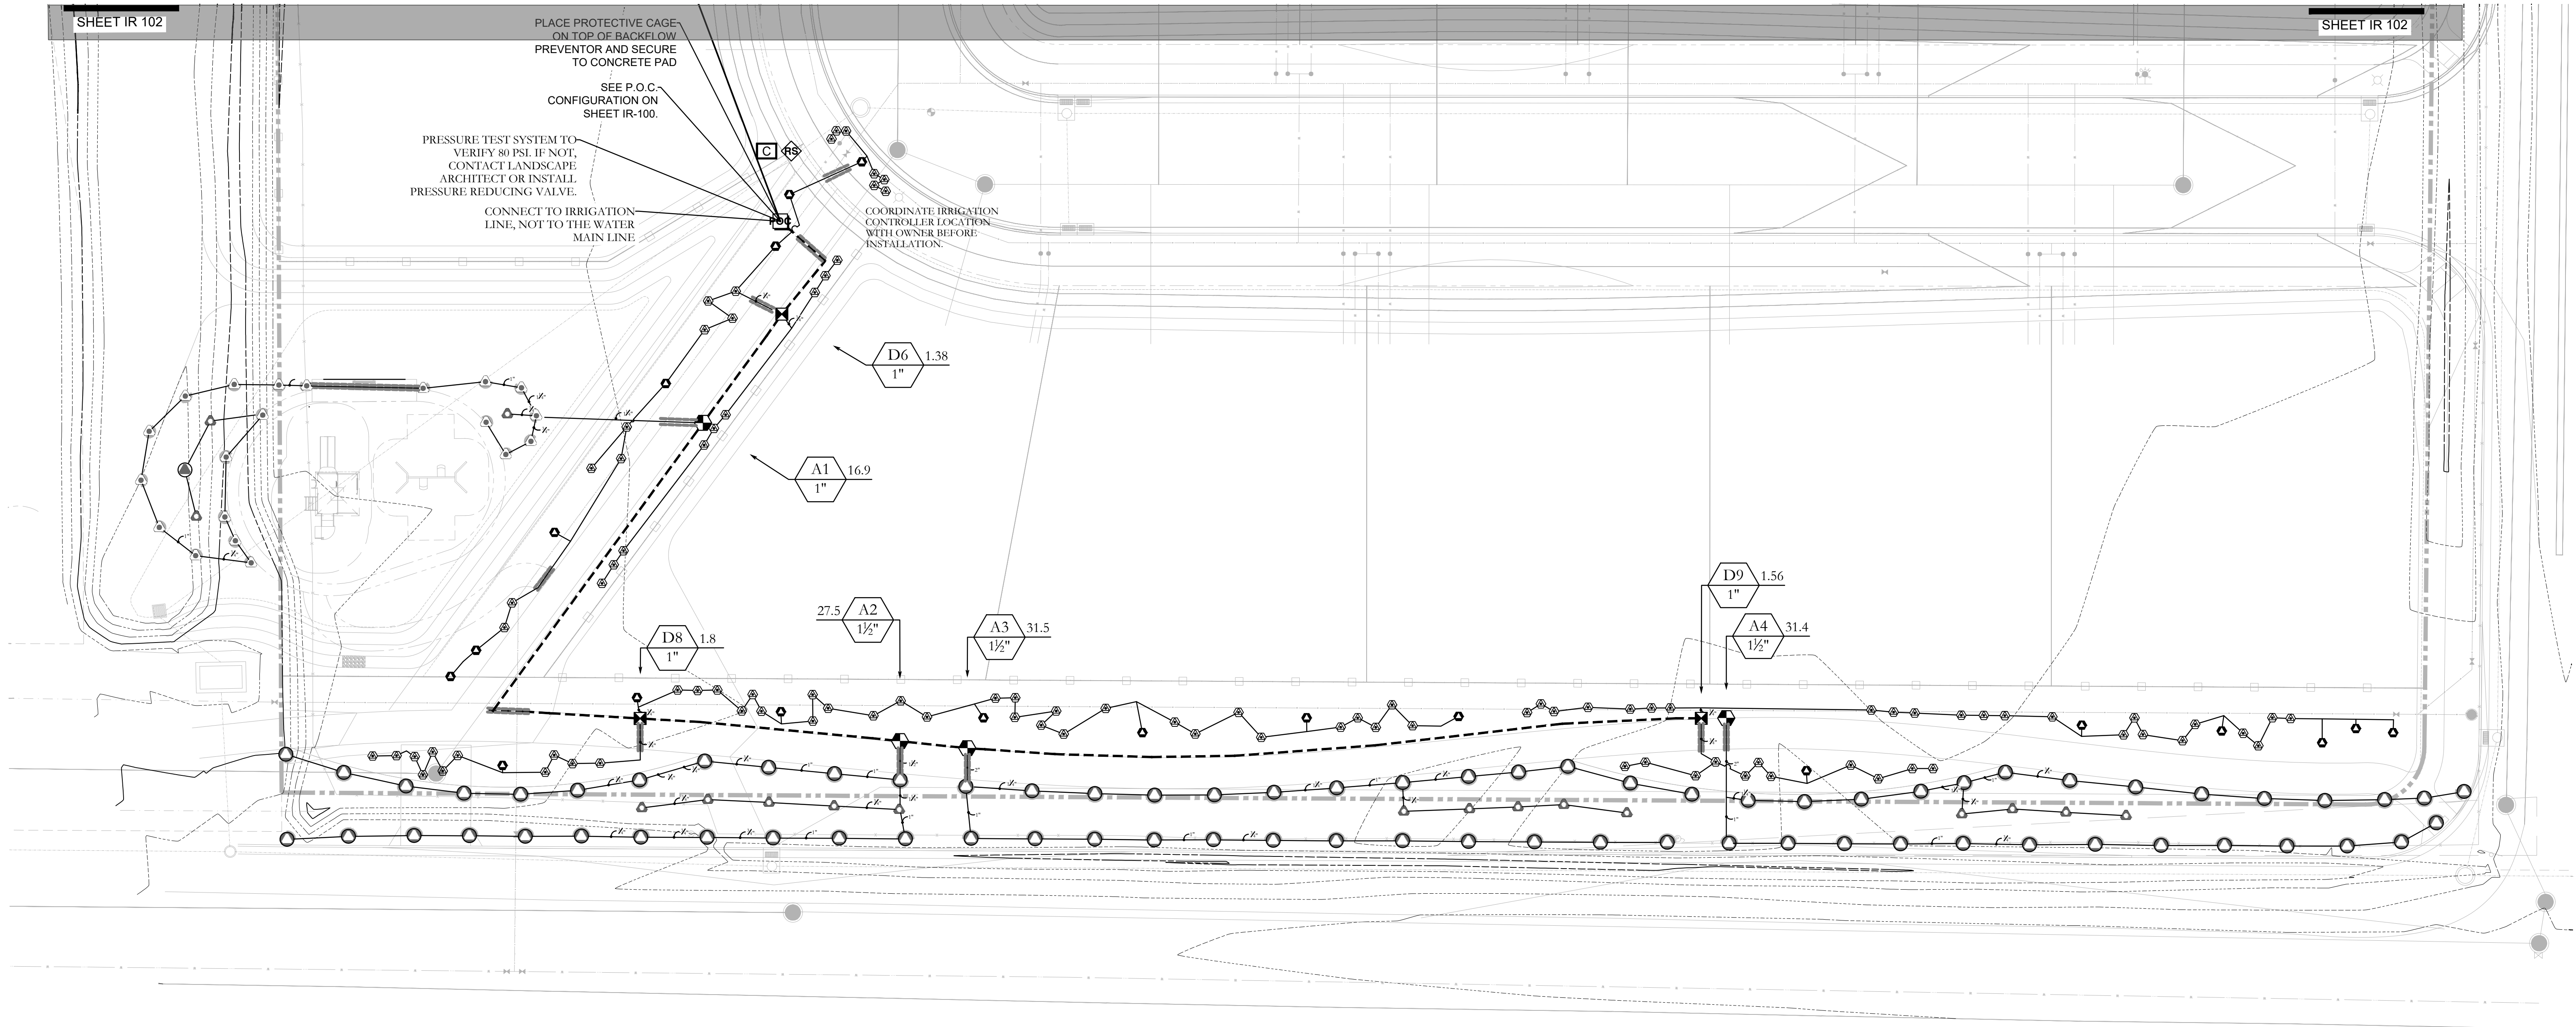 SHEET IR 102
SHEET IR 102
PLACE PROTECTIVE CAGE
ON TOP OF BACKFLOW
PREVENTOR AND SECURE
TO CONCRETE PAD
SEE P.O.C.
CONFIGURATION ON
SHEET IR-100.
PRESSURE TEST SYSTEM TO
VERIFY 80 PSI. IF NOT,
CONTACT LANDSCAPE
ARCHITECT OR INSTALL
PRESSURE REDUCING VALVE.
CONNECT TO IRRIGATION
LINE, NOT TO THE WATER
MAIN LINE
C
RS
COORDINATE IRRIGATION
CONTROLLER LOCATION
WITH OWNER BEFORE
INSTALLATION.
D6 1.38
1"
A1 16.9
1"
D9 1.56
1"
27.5 A2
1½"
A3 31.5
1½"
A4 31.4
1½"
D8 1.8
1"